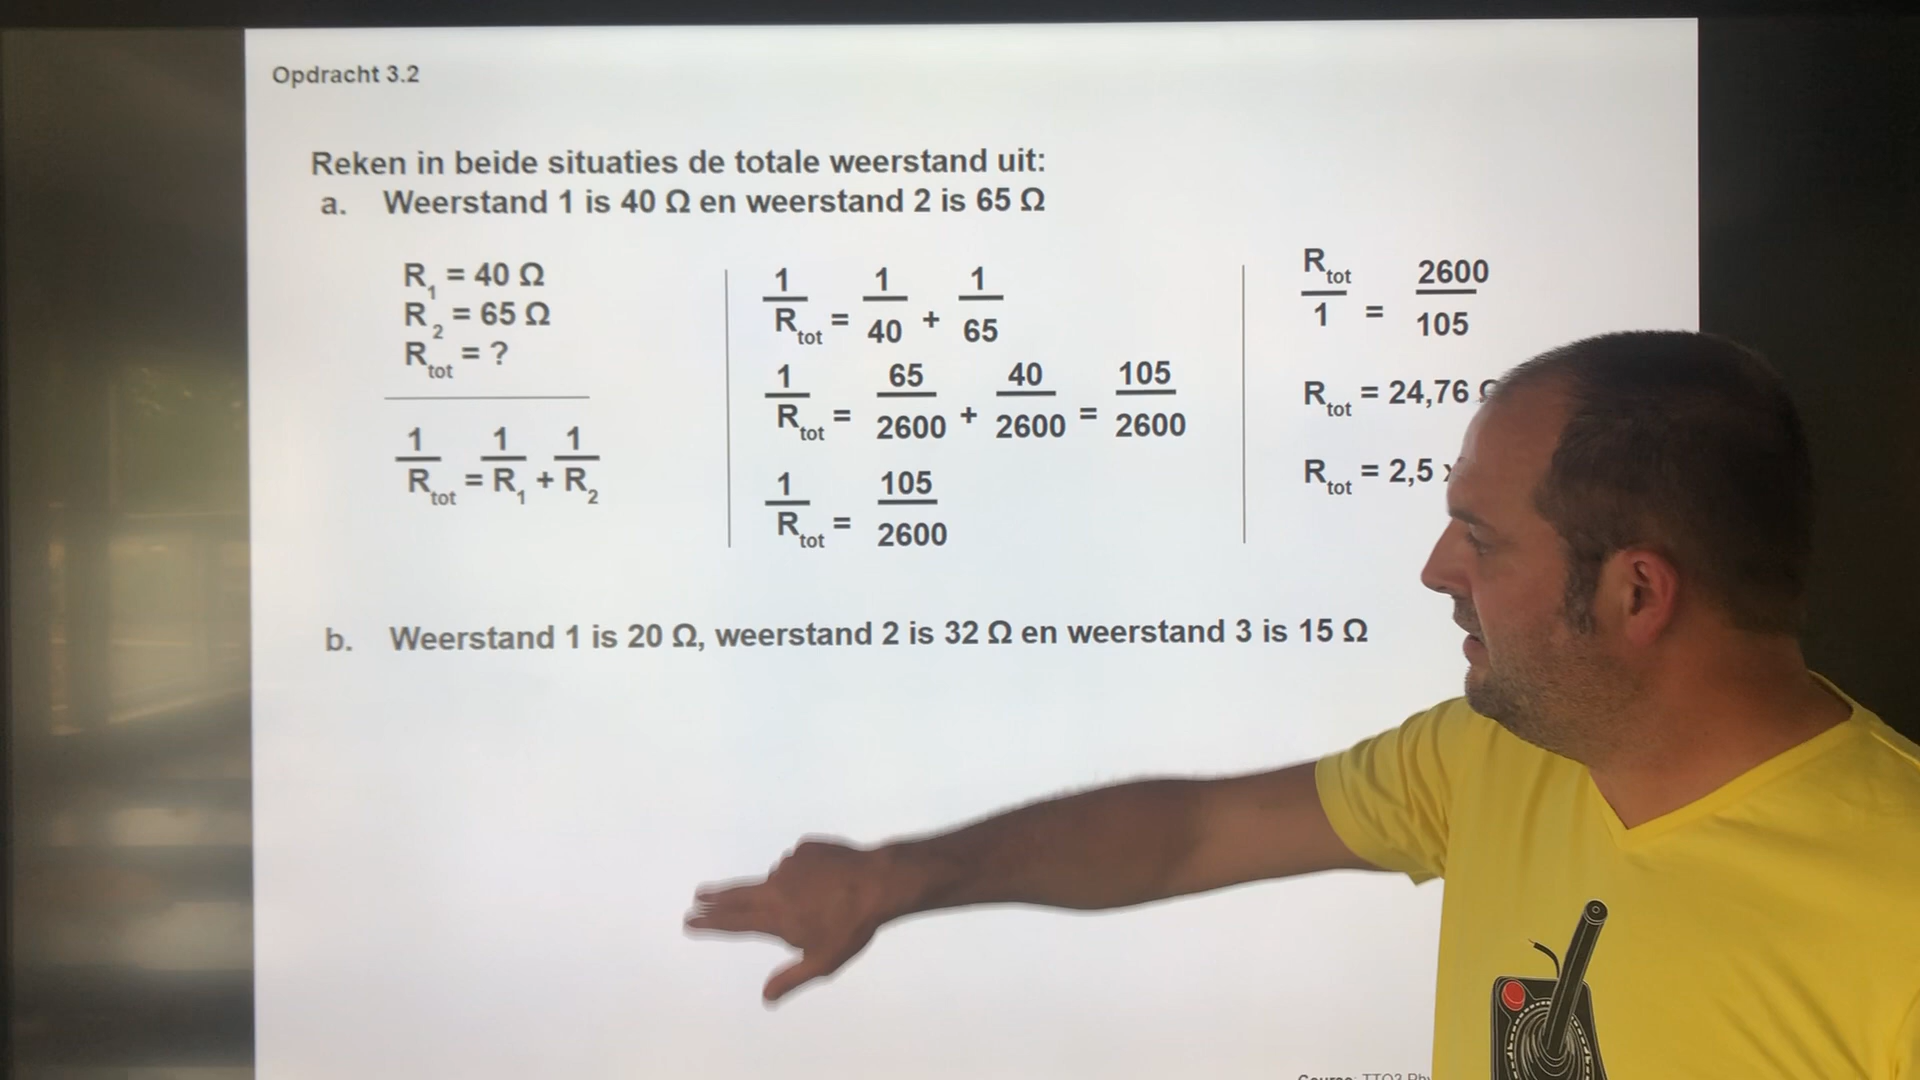 Opdracht 3.2
Reken in beide situaties de totale weerstand uit:
a. Weerstand 1 is 40 Ω en weerstand 2 is 65 Ω
R₁ = 40 Ω
R₂ = 65 Ω
Rtot = ?
1/Rtot = 1/R₁ + 1/R₂
1/Rtot = 1/40 + 1/65
1/Rtot = 65/2600 + 40/2600 = 105/2600
1/Rtot = 105/2600
Rtot/1 = 2600/105
Rtot = 24,76
Rtot = 2,5
b. Weerstand 1 is 20 Ω, weerstand 2 is 32 Ω en weerstand 3 is 15 Ω